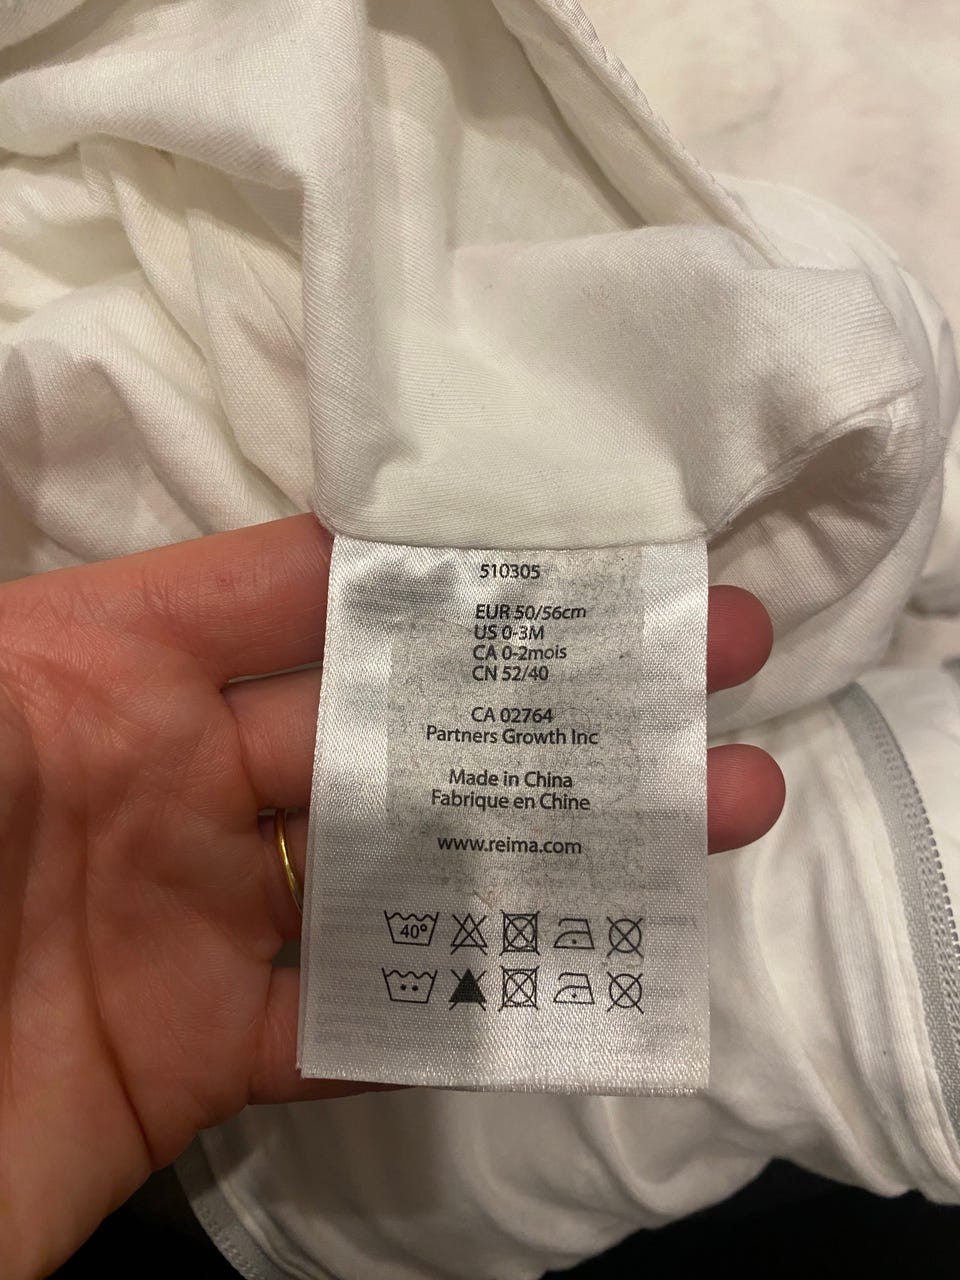 510305
EUR 50/56cm
US 0-3M
CA 0-2mois
CN 52/40
CA 02764
Partners Growth Inc
Made in China
Fabrique en Chine
www.reima.com
40°